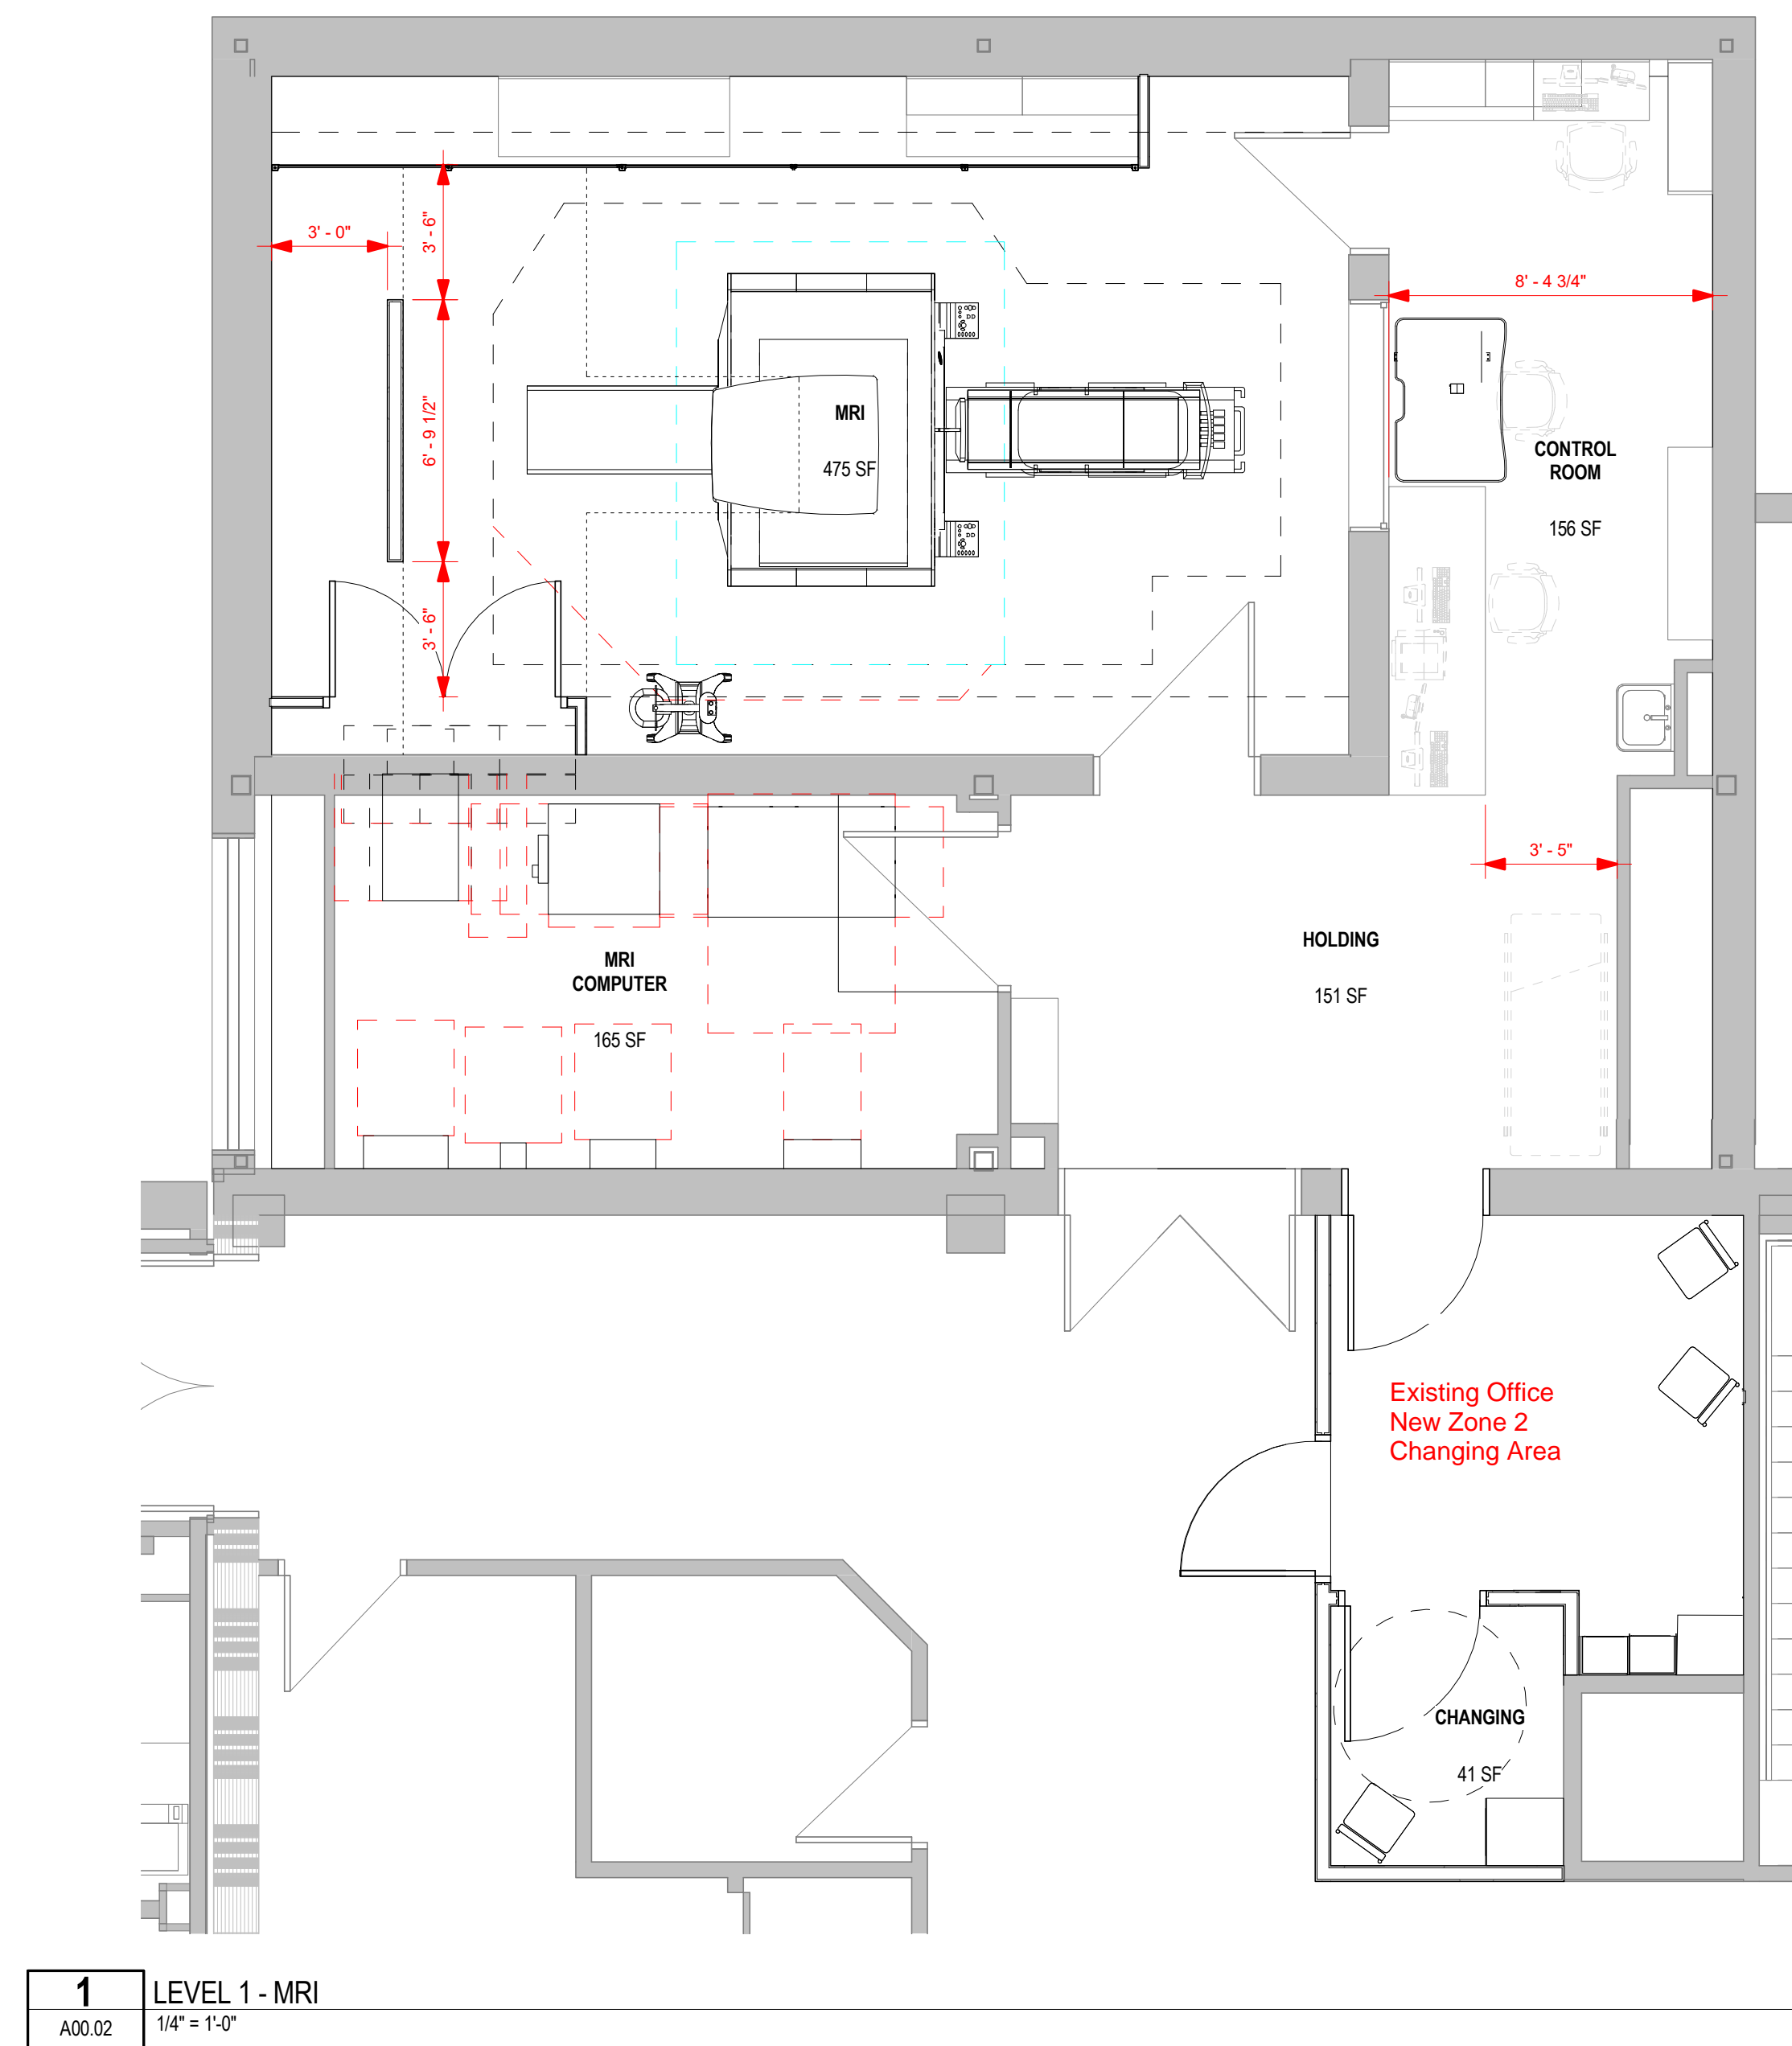 3' - 0"
3' - 6"
8' - 4 3/4"
6' - 9 1/2"
MRI
475 SF
CONTROL
ROOM
156 SF
3' - 6"
3' - 5"
HOLDING
151 SF
MRI
COMPUTER
165 SF
Existing Office
New Zone 2
Changing Area
CHANGING
41 SF
1
LEVEL 1 - MRI
A00.02
1/4" = 1'-0"